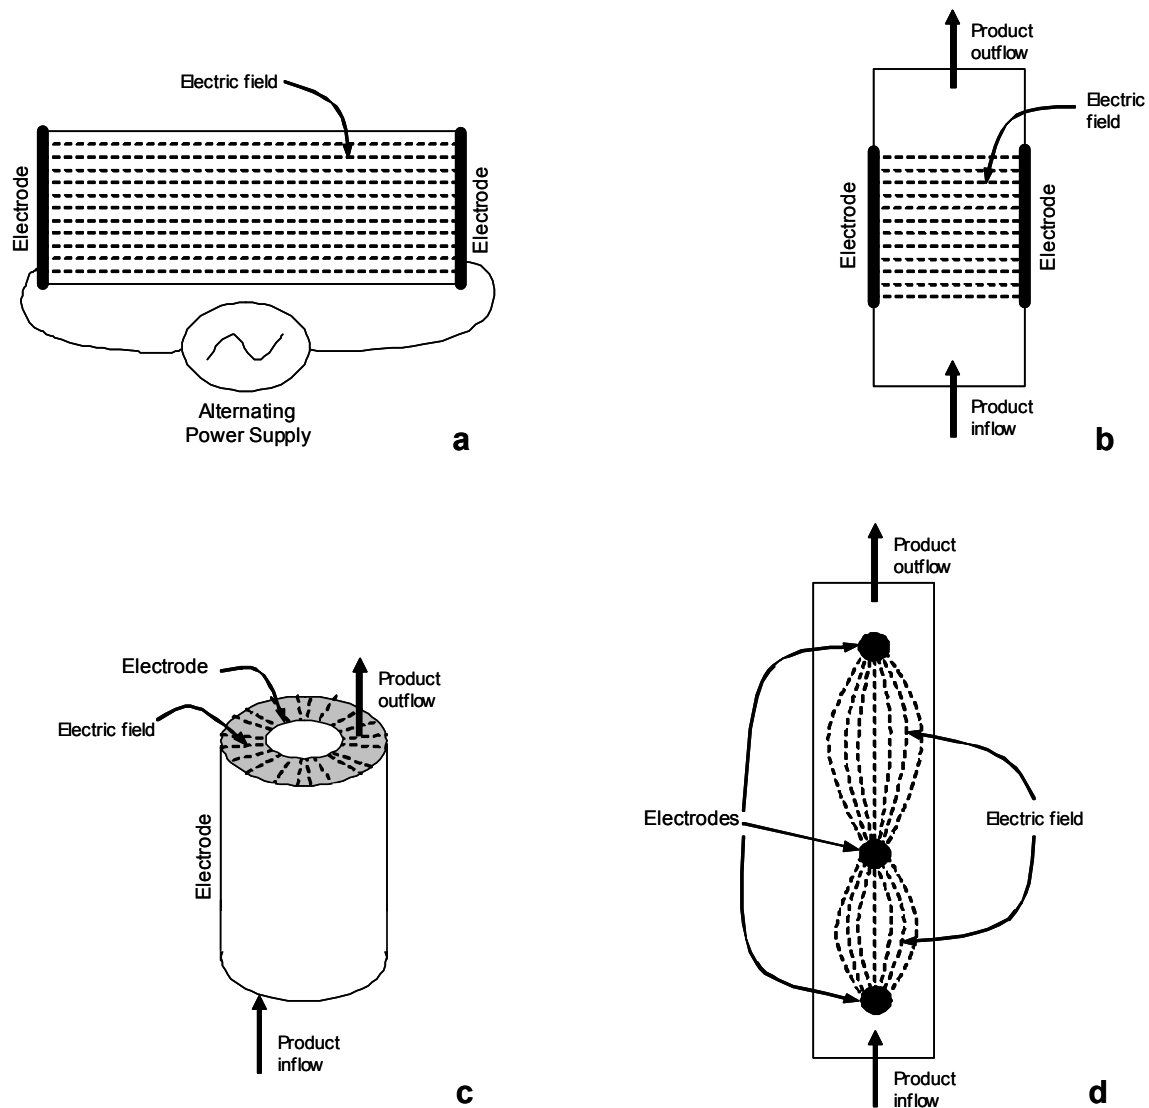 Electric field
Electrode
Electrode
Alternating
Power Supply
a
Product
outflow
Electric
field
Electrode
Electrode
Product
inflow
b
Electrode
Product
outflow
Electric field
Electrode
Product
inflow
c
Product
outflow
Electrodes
Electric field
Product
inflow
d